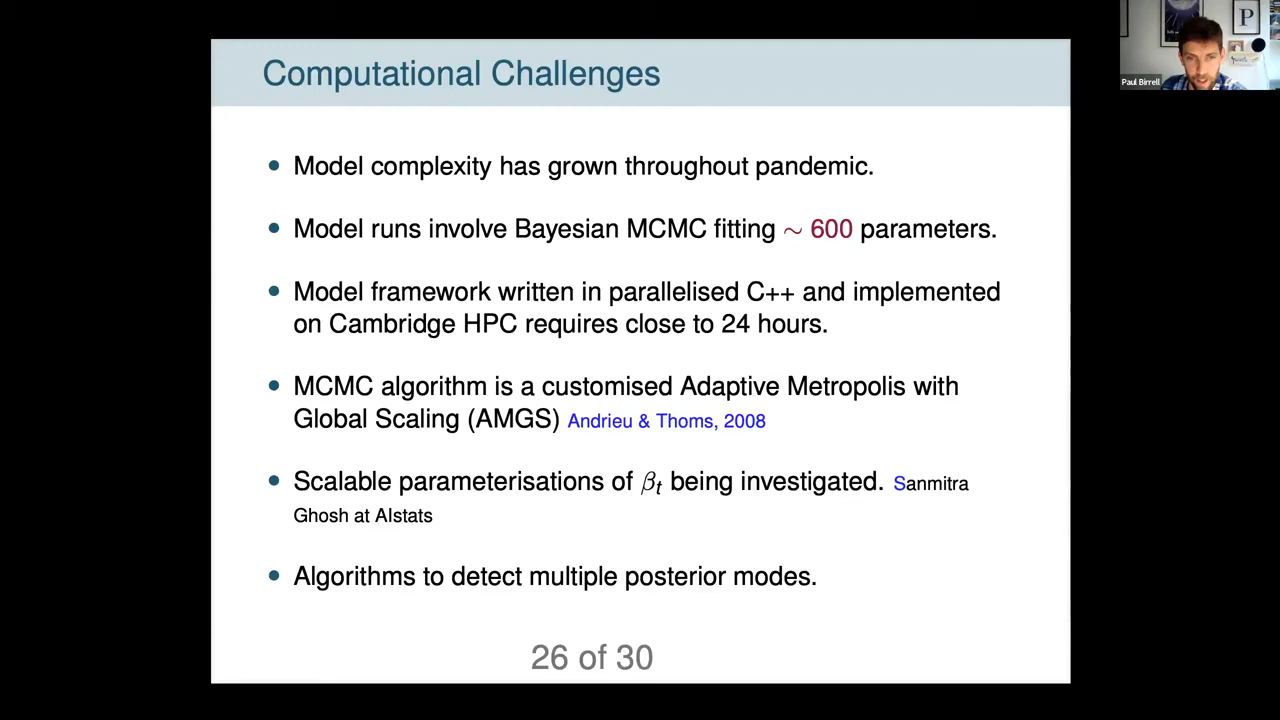 Computational Challenges
P
Paul Birrell
• Model complexity has grown throughout pandemic.
• Model runs involve Bayesian MCMC fitting ∼ 600 parameters.
• Model framework written in parallelised C++ and implemented
on Cambridge HPC requires close to 24 hours.
• MCMC algorithm is a customised Adaptive Metropolis with
Global Scaling (AMGS) Andrieu & Thoms, 2008
• Scalable parameterisations of βt being investigated. Sanmitra
Ghosh at AIstats
• Algorithms to detect multiple posterior modes.
26 of 30